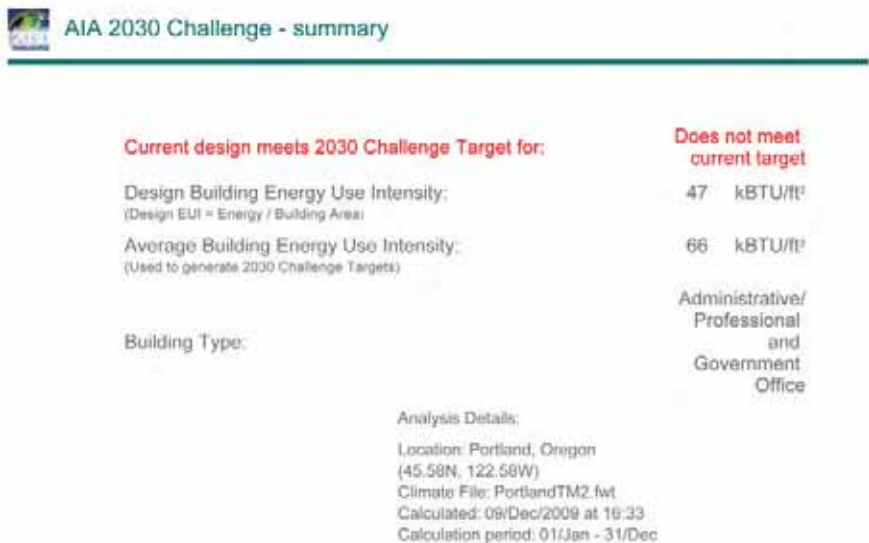 AIA 2030 Challenge - summary
Current design meets 2030 Challenge Target for:
Does not meet
current target
Design Building Energy Use Intensity:
47 kBTU/ft²
(Design EUI = Energy / Building Area)
Average Building Energy Use Intensity:
66 kBTU/ft²
(Used to generate 2030 Challenge Targets)
Building Type:
Administrative/
Professional
and
Government
Office
Analysis Details:
Location: Portland, Oregon
(45.58N, 122.58W)
Climate File: PortlandTM2.fwt
Calculated: 09/Dec/2009 at 16:33
Calculation period: 01/Jan - 31/Dec